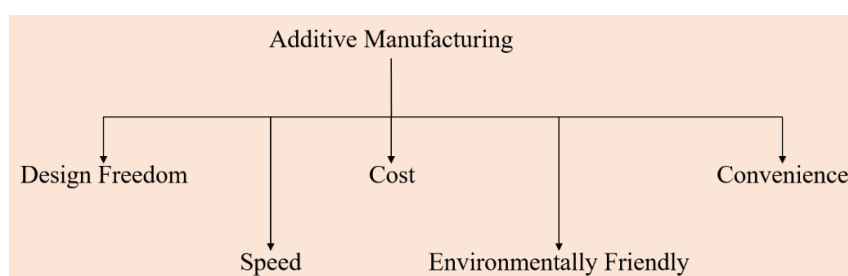 Additive Manufacturing
Design Freedom
Cost
Convenience
Speed
Environmentally Friendly